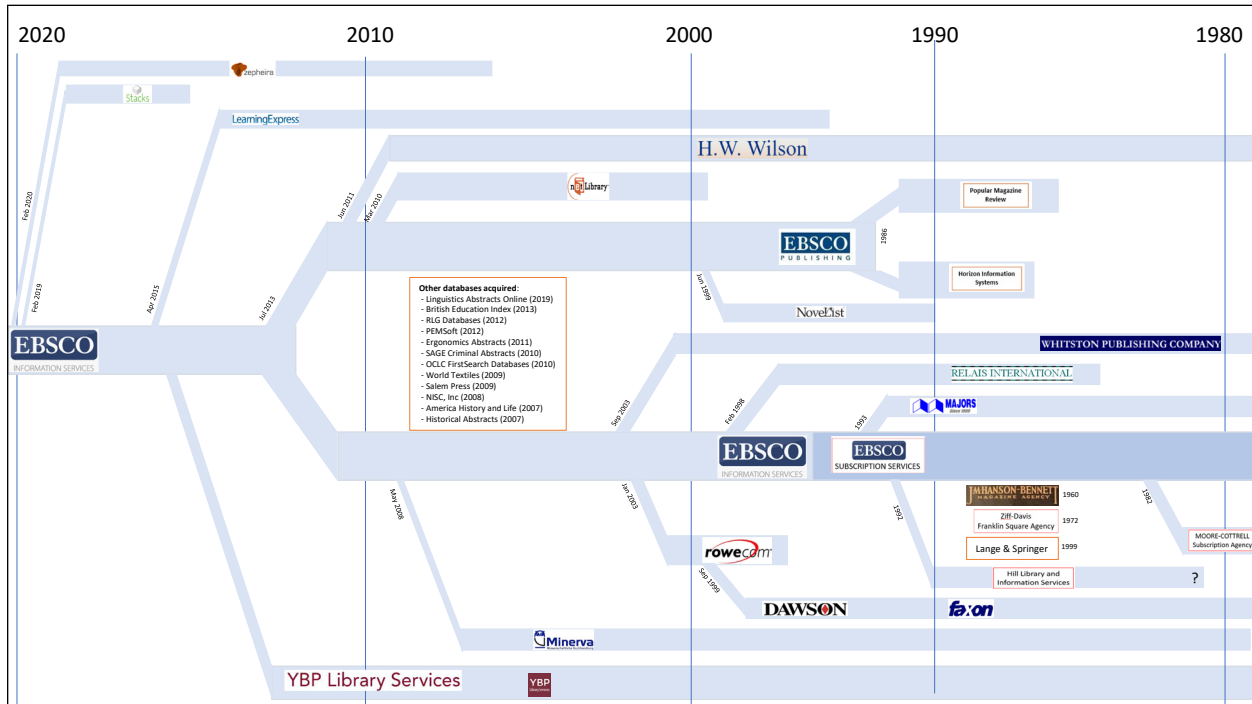 2020
2010
2000
1990
1980
zepheira
Stacks
LearningExpress
H.W. Wilson
Feb 2020
Feb 2019
Apr 2015
Jul 2013
Jun 2011
Mar 2010
netLibrary
EBSCO
PUBLISHING
1986
Popular Magazine
Review
Horizon Information
Systems
Jun 1999
NoveList
Other databases acquired:
- Linguistics Abstracts Online (2019)
- British Education Index (2013)
- RLG Databases (2012)
- PEMSoft (2012)
- Ergonomics Abstracts (2011)
- SAGE Criminal Abstracts (2010)
- OCLC FirstSearch Databases (2010)
- World Textiles (2009)
- Salem Press (2009)
- NISC, Inc (2008)
- America History and Life (2007)
- Historical Abstracts (2007)
EBSCO
INFORMATION SERVICES
WHITSTON PUBLISHING COMPANY
RELAIS INTERNATIONAL
MAJORS
Sep 2003
Feb 1998
1993
EBSCO
INFORMATION SERVICES
EBSCO
SUBSCRIPTION SERVICES
May 2008
Jan 2003
1992
1982
JMHANSON-BENNETT
MAGAZINE AGENCY
1960
Ziff-Davis
Franklin Square Agency
1972
Lange & Springer
1999
MOORE-COTTRELL
Subscription Agency
Hill Library and
Information Services
?
rowecom
Sep 1999
DAWSON
faxon
Minerva
YBP Library Services
YBP